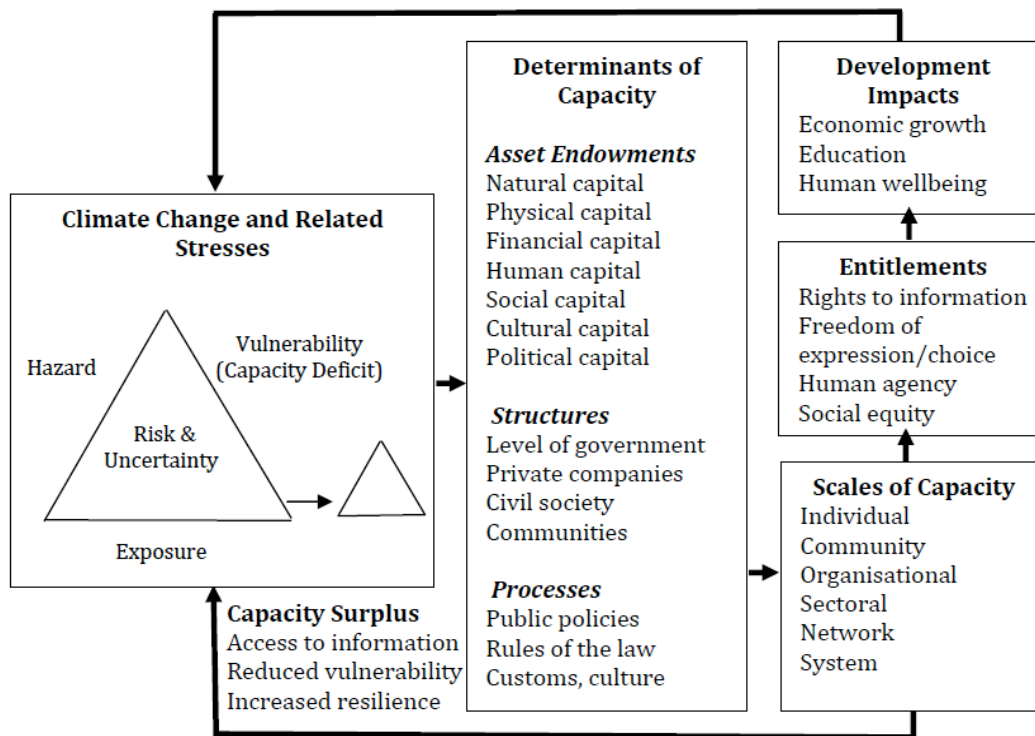 Climate Change and Related
Stresses
Hazard
Vulnerability
(Capacity Deficit)
Risk &
Uncertainty
Exposure
Capacity Surplus
Access to information
Reduced vulnerability
Increased resilience
Determinants of
Capacity
Asset Endowments
Natural capital
Physical capital
Financial capital
Human capital
Social capital
Cultural capital
Political capital
Structures
Level of government
Private companies
Civil society
Communities
Processes
Public policies
Rules of the law
Customs, culture
Development
Impacts
Economic growth
Education
Human wellbeing
Entitlements
Rights to information
Freedom of
expression/choice
Human agency
Social equity
Scales of Capacity
Individual
Community
Organisational
Sectoral
Network
System